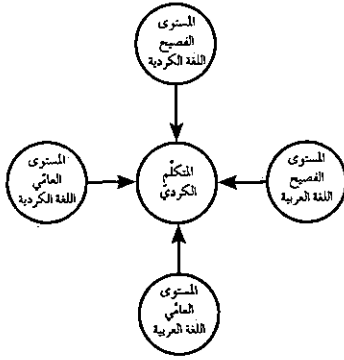 المستوى
الفصيح
اللغة الكردية
المستوى
الفصيح
اللغة العربية
المتكلّم
الكرديّ
المستوى
العامّي
اللغة الكردية
المستوى
العامّي
اللغة العربية